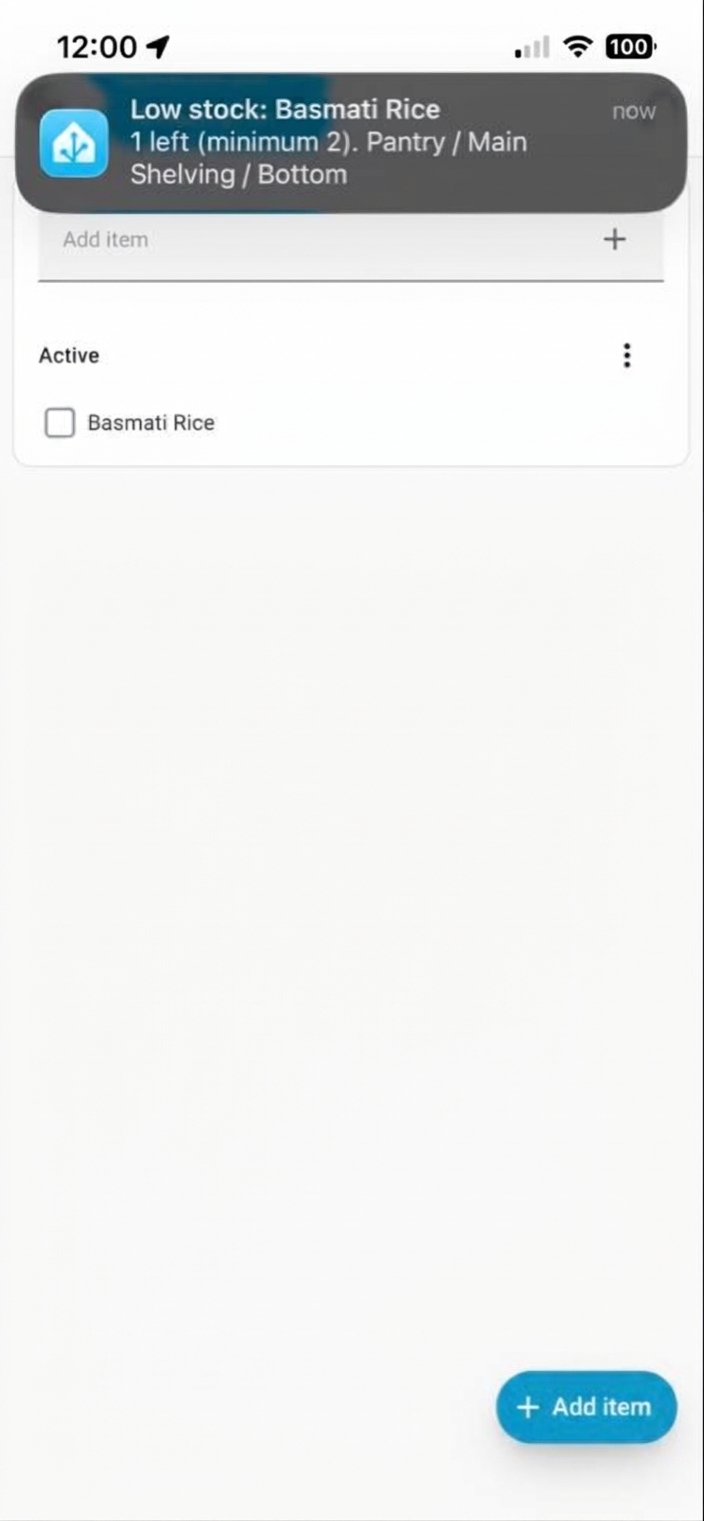 12:00
100
Low stock: Basmati Rice
now
1 left (minimum 2). Pantry / Main
Shelving / Bottom
Add item
Active
Basmati Rice
Add item